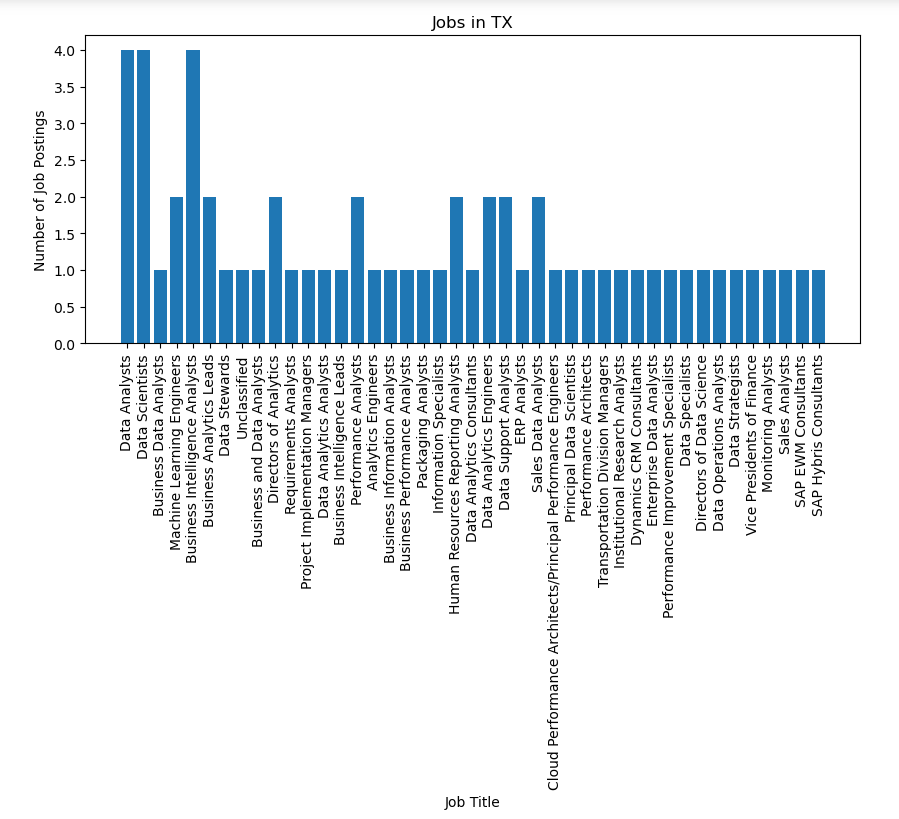 Jobs in TX
Number of Job Postings
4.0
3.5
3.0
2.5
2.0
1.5
1.0
0.5
0.0
Data Analysts
Data Scientists
Business Data Analysts
Machine Learning Engineers
Business Intelligence Analysts
Business Analytics Leads
Data Stewards
Unclassified
Business and Data Analysts
Directors of Analytics
Requirements Analysts
Project Implementation Managers
Data Analytics Analysts
Business Intelligence Leads
Performance Analysts
Analytics Engineers
Business Information Analysts
Business Performance Analysts
Packaging Analysts
Information Specialists
Human Resources Reporting Analysts
Data Analytics Consultants
Data Analytics Engineers
Data Support Analysts
ERP Analysts
Sales Data Analysts
Cloud Performance Architects/Principal Performance Engineers
Principal Data Scientists
Performance Architects
Transportation Division Managers
Institutional Research Analysts
Dynamics CRM Consultants
Enterprise Data Analysts
Performance Improvement Specialists
Data Specialists
Directors of Data Science
Data Operations Analysts
Data Strategists
Vice Presidents of Finance
Monitoring Analysts
Sales Analysts
SAP EWM Consultants
SAP Hybris Consultants
Job Title